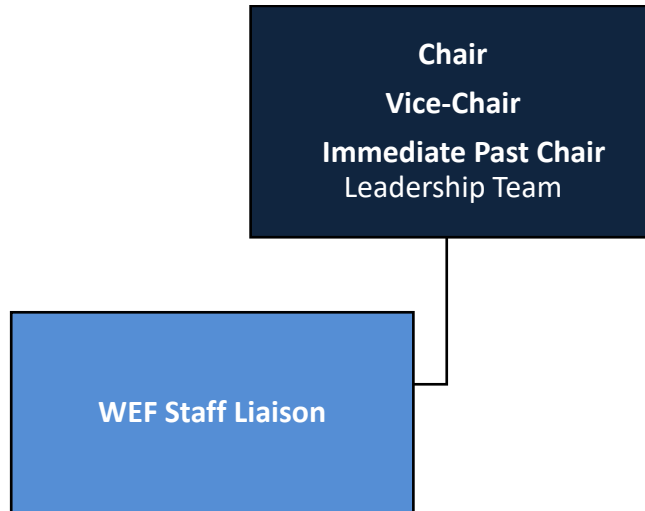 Chair
Vice-Chair
Immediate Past Chair
Leadership Team
WEF Staff Liaison